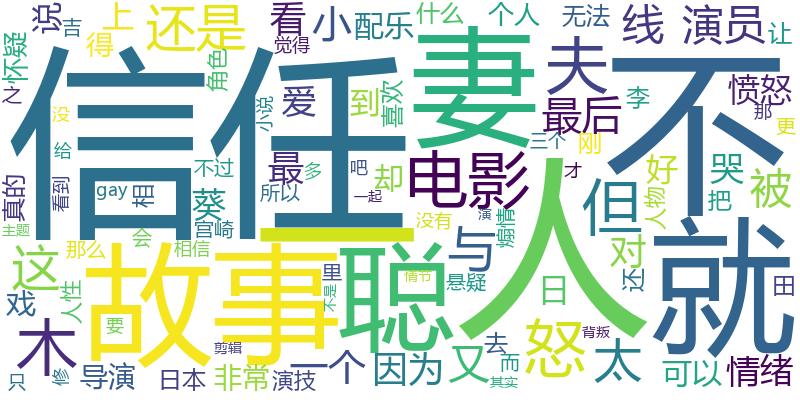 说 吉 上 还是 看 小 配乐 什么 个人 无法 线 演员 让
怀疑 得 觉得 角色 爱 到 喜欢 夫 最后 李 愤怒 那
之 没 信任 小说 妻 不 三个 刚 更
真的 给 不过 最 多 吧 却 电影 才 但 好 哭 被
看到 gay 相 葵 所以 一起 没有 演 煽情 人 人物 把
主题 那么 会 相信 宫崎 一 与 对 就
这 人性 故事 里 不是 聪 情节 悬疑 日 还 田
戏 木 要 剪辑 怒 背叛
只 修 导演 日本 非常 演技 一个 因为 又 去 而 其实 太 可以 情绪